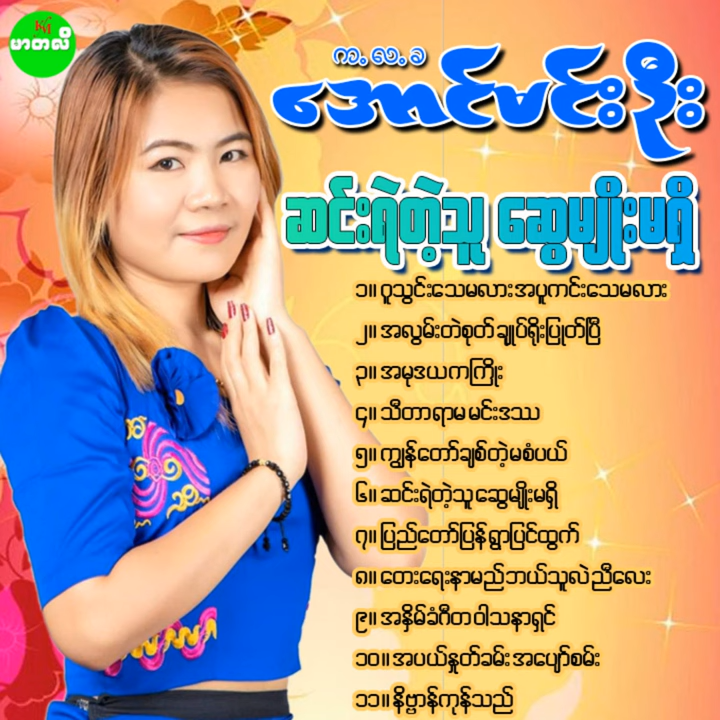 KM
မာတလိ
က. လေ. ခ
အောင်မင်းဦး
ဆင်းရဲတဲ့သူ ဆွေမျိုးမရှိ
၁။ ဂူသွင်းသေမလား အပူကင်းသေမလား
၂။ အလွမ်းတဲစုတ် ချုပ်ရိုးပြုတ်ပြီ
၃။ အမုဒယကကြိုး
၄။ သီတာရာမ မင်းဒဿ
၅။ ကျွန်တော်ချစ်တဲ့မစံပယ်
၆။ ဆင်းရဲတဲ့သူ ဆွေမျိုးမရှိ
၇။ ပြည်တော်ပြန် ရွာပြင်ထွက်
၈။ တေးရေးနာမည်ဘယ်သူလဲ ညီလေး
၉။ အနှိမ်ခံဂီတ ဝါသနာရှင်
၁၀။ အပယ်နှုတ်ခမ်း အပျော်စမ်း
၁၁။ နိဗ္ဗာန်ကုန်သည်